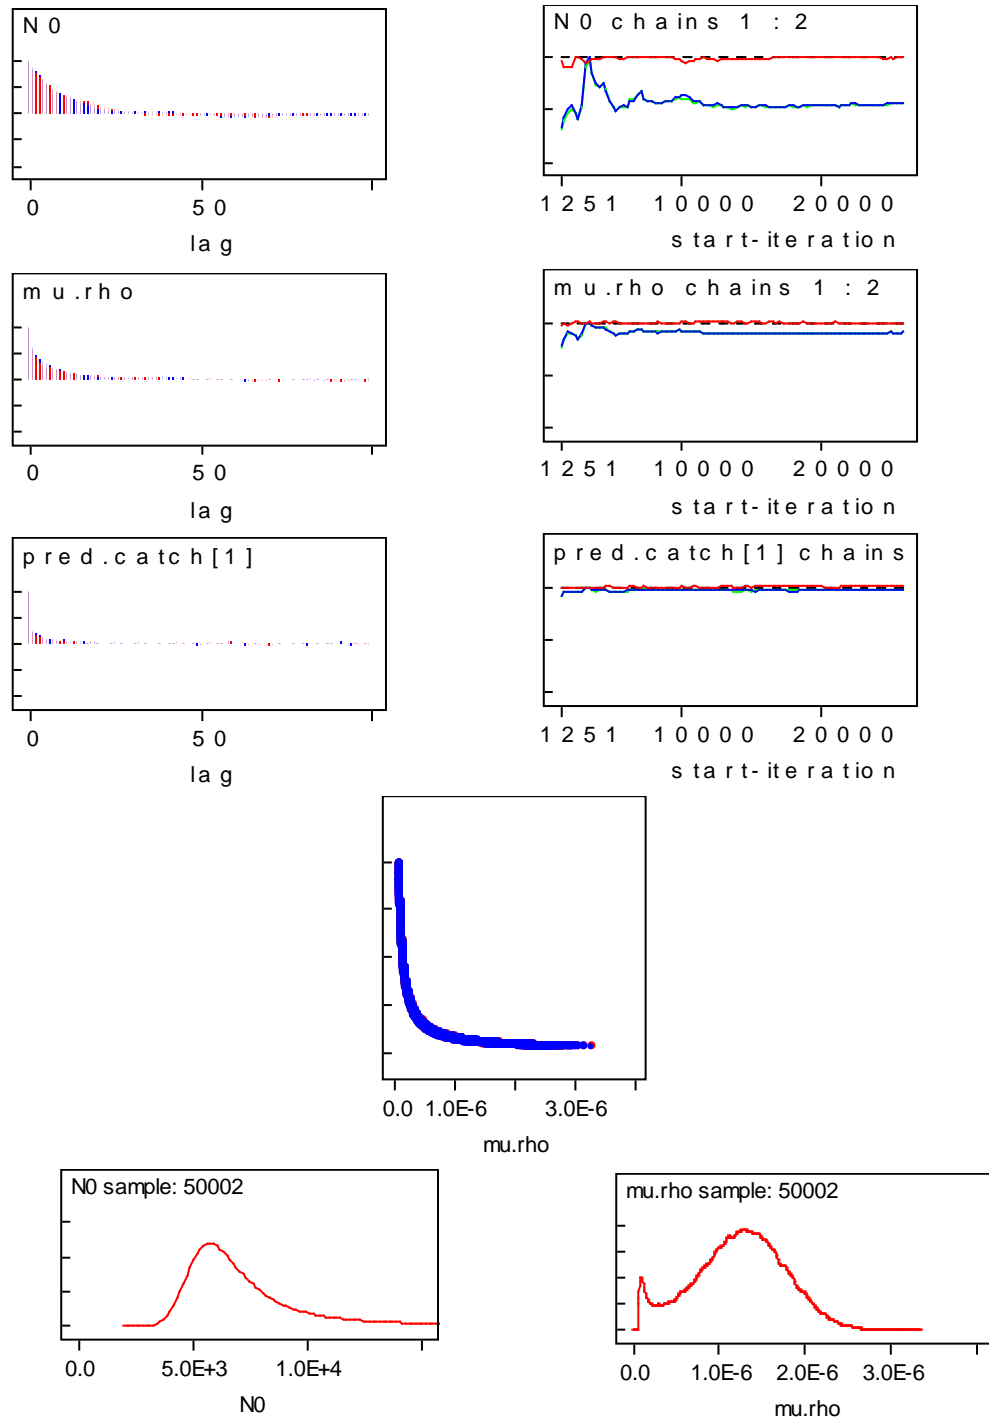 N0
0 50
lag
N0 chains 1 : 2
1251 10000 20000
start-iteration
mu.rho
0 50
lag
mu.rho chains 1 : 2
1251 10000 20000
start-iteration
pred.catch[1]
0 50
lag
pred.catch[1] chains
1251 10000 20000
start-iteration
0.0 1.0E-6 3.0E-6
mu.rho
N0 sample: 50002
0.0 5.0E+3 1.0E+4
N0
mu.rho sample: 50002
0.0 1.0E-6 2.0E-6 3.0E-6
mu.rho